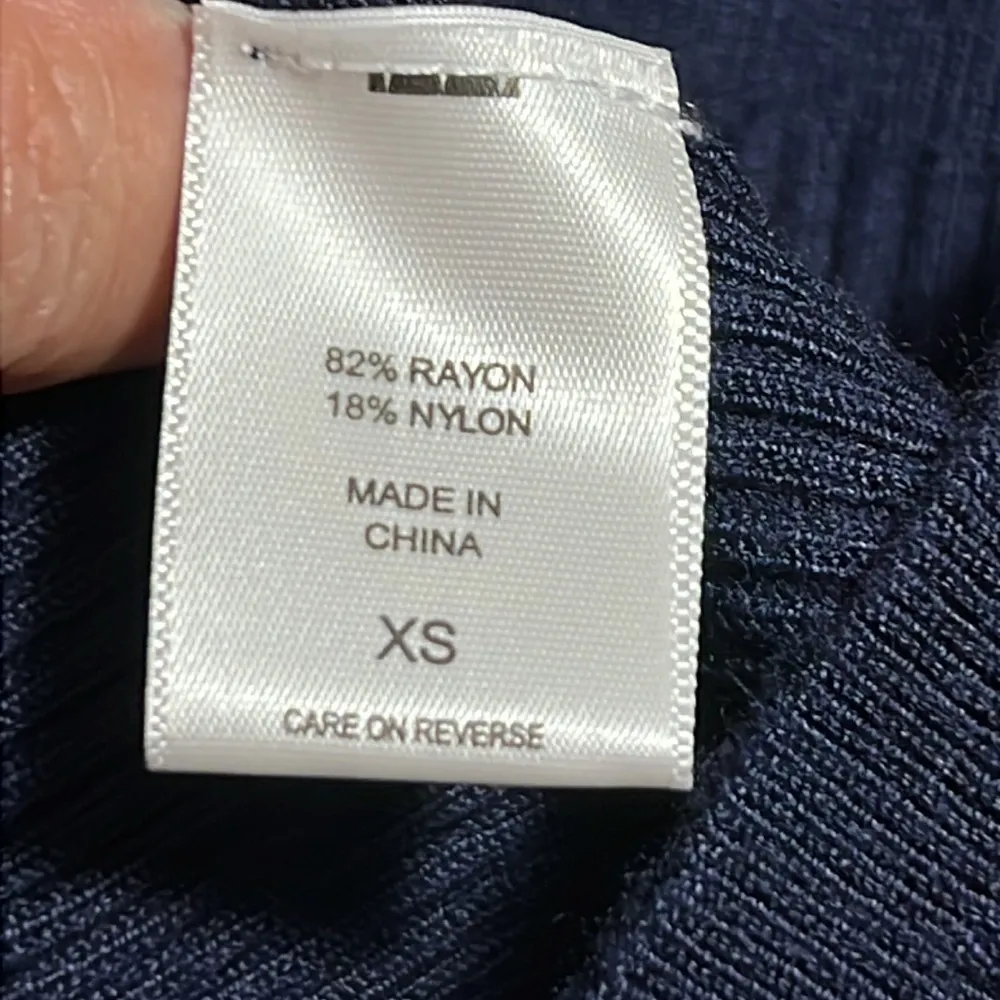 82% RAYON
18% NYLON
MADE IN
CHINA
XS
CARE ON REVERSE